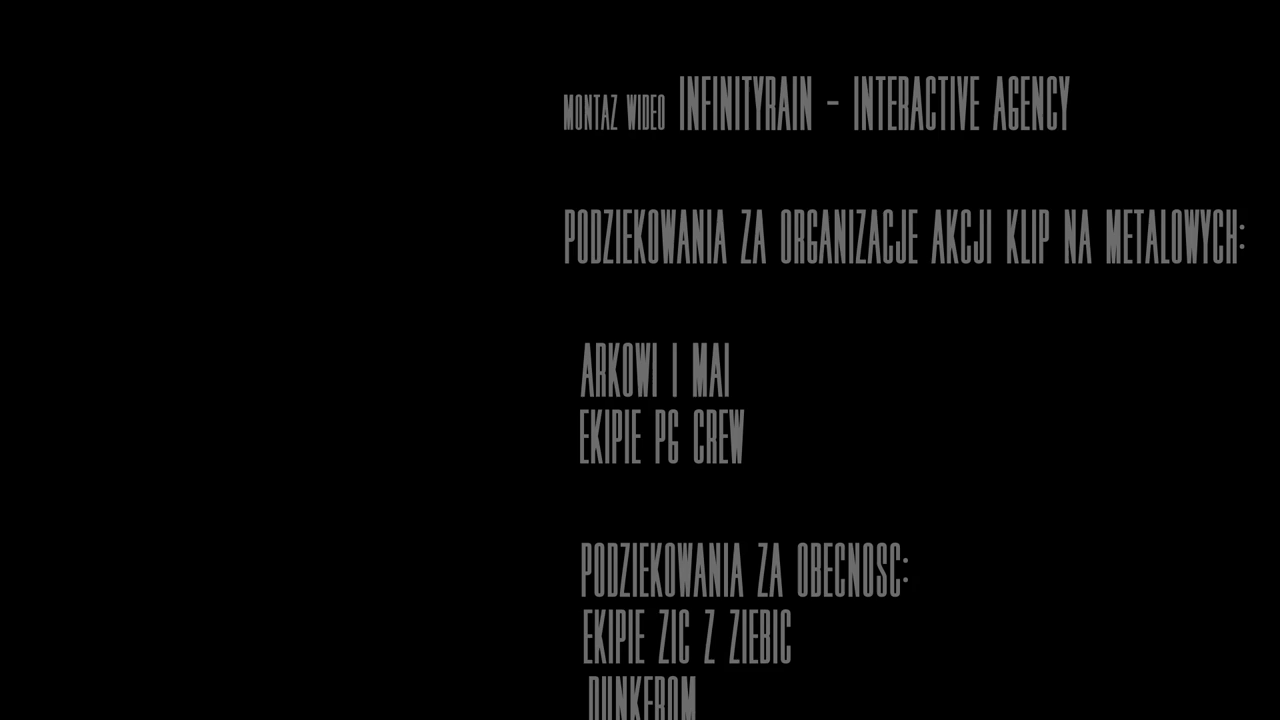 MONTAZ WIDEO INFINITYRAIN - INTERACTIVE AGENCY
PODZIEKOWANIA ZA ORGANIZACJE AKCJI KLIP NA METALOWYCH:
ARKOWI I MAI
EKIPIE PG CREW
PODZIEKOWANIA ZA OBECNOSC:
EKIPIE ZIC Z ZIEBIC
DUNKEROM